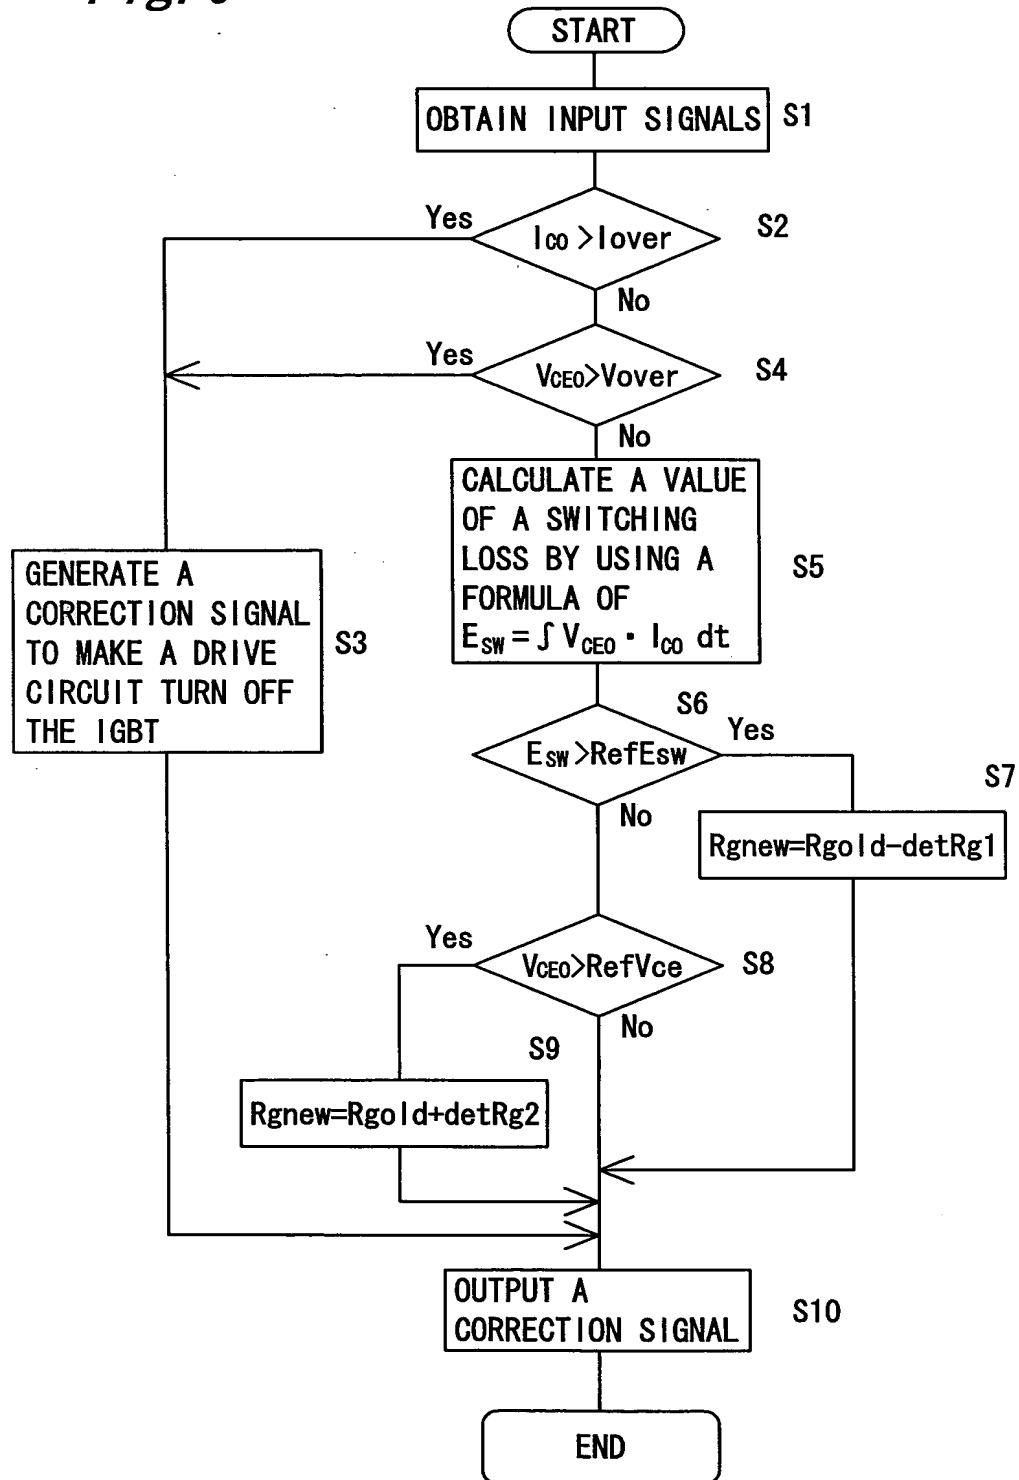 START
OBTAIN INPUT SIGNALS
S1
Yes
ICO >Iover
S2
No
Yes
VCEO>Vover
S4
No
CALCULATE A VALUE
OF A SWITCHING
LOSS BY USING A
FORMULA OF
ESW = ∫ VCEO · ICO dt
S5
GENERATE A
CORRECTION SIGNAL
TO MAKE A DRIVE
CIRCUIT TURN OFF
THE IGBT
S3
S6
ESW >RefEsw
Yes
No
S7
Rgnew=Rgold-detRg1
Yes
VCEO>RefVce
S8
No
S9
Rgnew=Rgold+detRg2
OUTPUT A
CORRECTION SIGNAL
S10
END